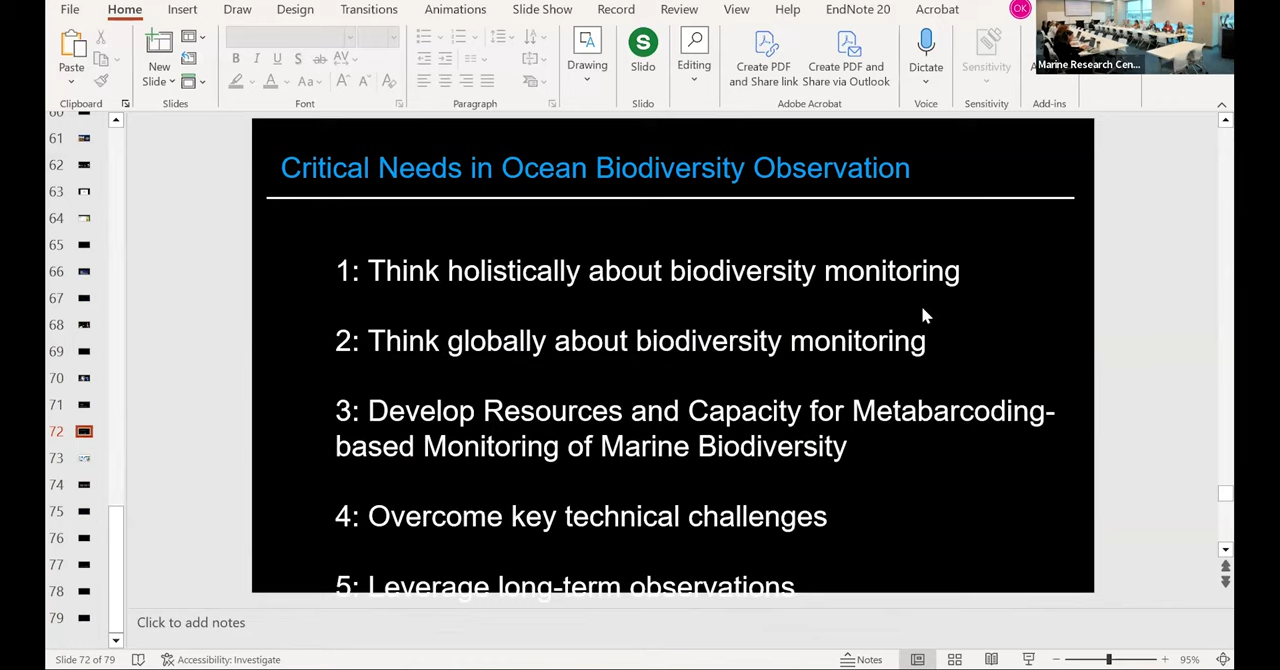 File Home Insert Draw Design Transitions Animations Slide Show Record Review View Help EndNote 20 Acrobat
OK
Marine Research Cen...
Paste
New
Slide
B I U S ab AV
A Aa A A A
Drawing
Slido
Editing
Create PDF
and Share link
Create PDF and
Share via Outlook
Dictate
Sensitivity
Clipboard Slides Font Paragraph Slido Adobe Acrobat Voice Sensitivity Add-ins
60
61
62
63
64
65
66
67
68
69
70
71
72
73
74
75
76
77
78
79
Critical Needs in Ocean Biodiversity Observation
1: Think holistically about biodiversity monitoring
2: Think globally about biodiversity monitoring
3: Develop Resources and Capacity for Metabarcoding-
based Monitoring of Marine Biodiversity
4: Overcome key technical challenges
5: Leverage long-term observations
Click to add notes
Slide 72 of 79 Accessibility: Investigate Notes 95%